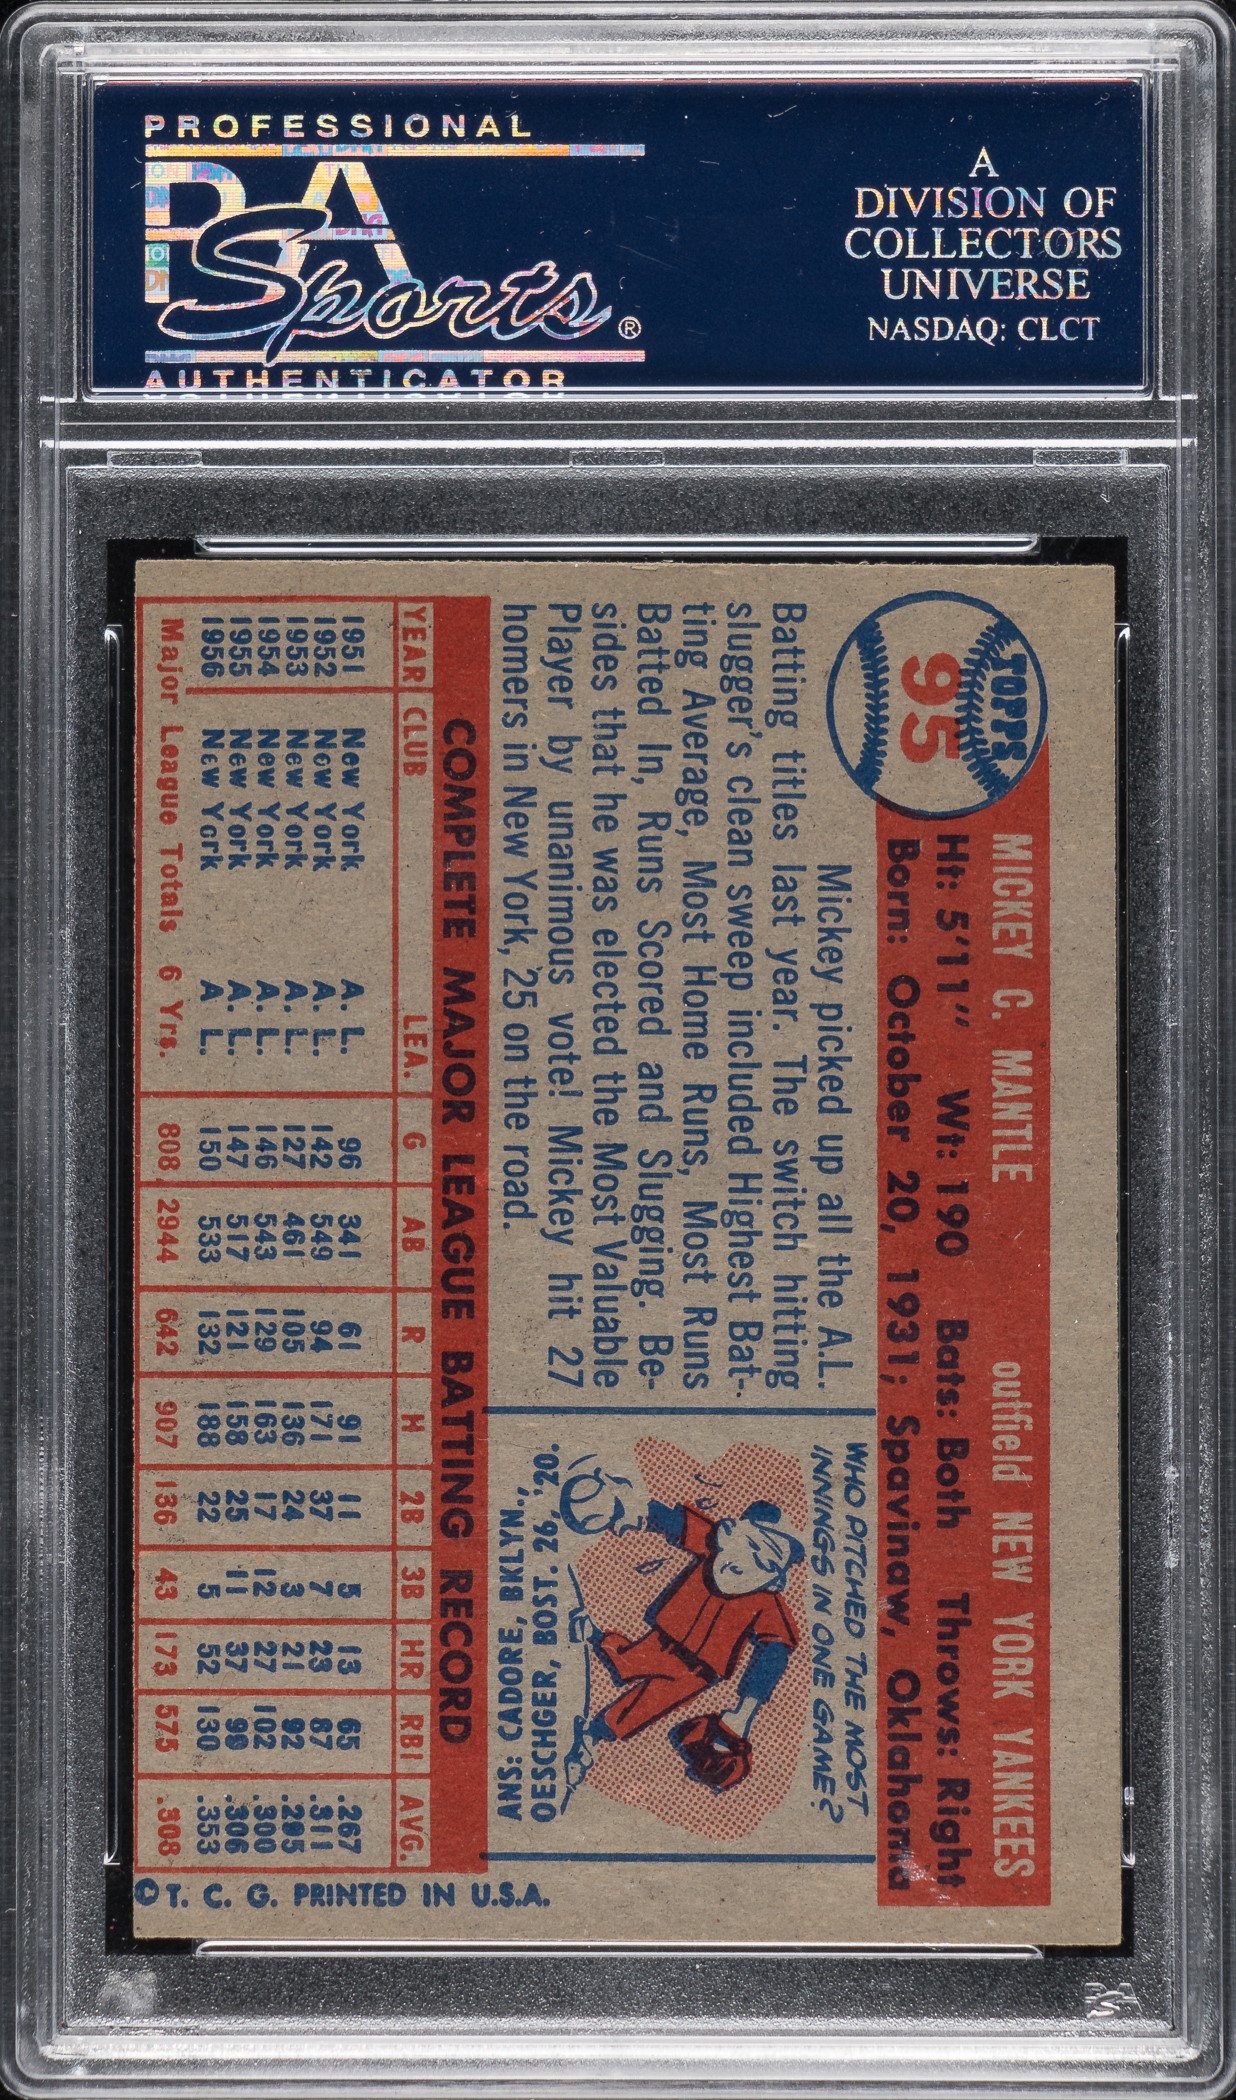 PROFESSIONAL
PSA
Sports®
AUTHENTICATOR
A
DIVISION OF
COLLECTORS
UNIVERSE
NASDAQ: CLCT
TOPPS
95
MICKEY C. MANTLE outfield NEW YORK YANKEES
Ht: 5'11" Wt: 190 Bats: Both Throws: Right
Born: October 20, 1931; Spavinaw, Oklahoma
Mickey picked up all the A.L.
Batting titles last year. The switch hitting
slugger's clean sweep included Highest Bat-
ting Average, Most Home Runs, Most Runs
Batted In, Runs Scored and Slugging. Be-
sides that he was elected the Most Valuable
Player by unanimous vote! Mickey hit 27
homers in New York, 25 on the road.
WHO PITCHED THE MOST
INNINGS IN ONE GAME?
ANS: CADORE, BKLYN.,
OESCHGER, BOST. 26, '20.
COMPLETE MAJOR LEAGUE BATTING RECORD
YEAR CLUB LEA. G AB R H 2B 3B HR RBI AVG.
1951 New York A. L. 96 341 61 91 11 5 13 65 .267
1952 New York A. L. 142 549 94 171 37 7 23 87 .311
1953 New York A. L. 127 461 105 136 24 3 21 92 .295
1954 New York A. L. 146 543 129 163 17 12 27 102 .300
1955 New York A. L. 147 517 121 158 25 11 37 99 .306
1956 New York A L. 150 533 132 188 22 5 52 130 .353
Major League Totals 6 Yrs. 808 2944 642 907 136 43 173 575 .308
© T. C. G. PRINTED IN U.S.A.
PSA